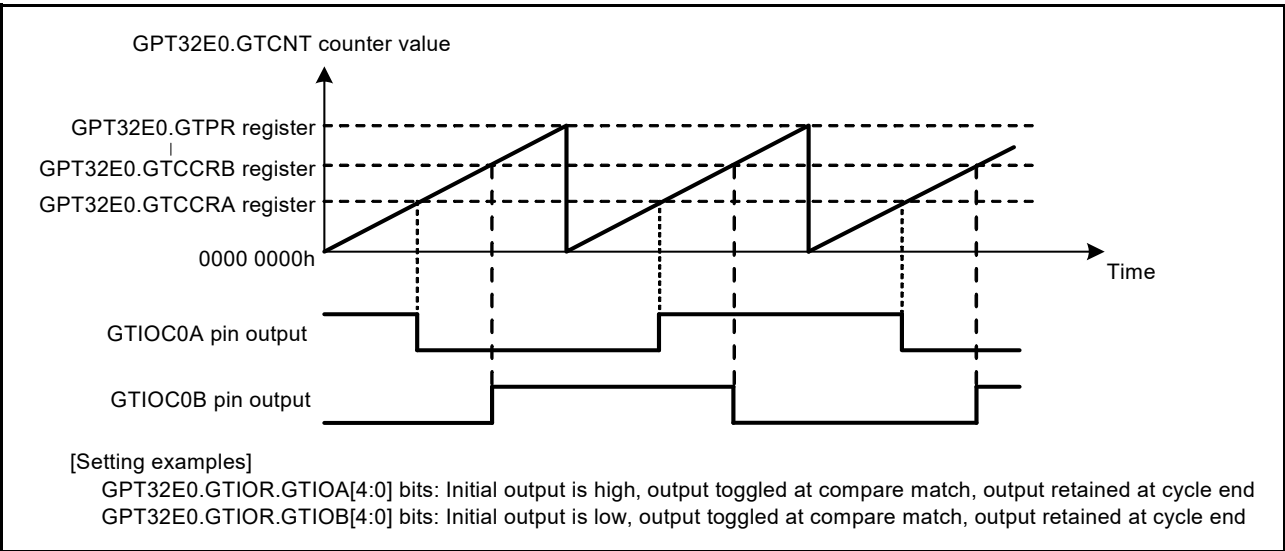 GPT32E0.GTCNT counter value
GPT32E0.GTPR register
GPT32E0.GTCCRB register
GPT32E0.GTCCRA register
0000 0000h
Time
GTIOC0A pin output
GTIOC0B pin output
[Setting examples]
GPT32E0.GTIOR.GTIOA[4:0] bits: Initial output is high, output toggled at compare match, output retained at cycle end
GPT32E0.GTIOR.GTIOB[4:0] bits: Initial output is low, output toggled at compare match, output retained at cycle end